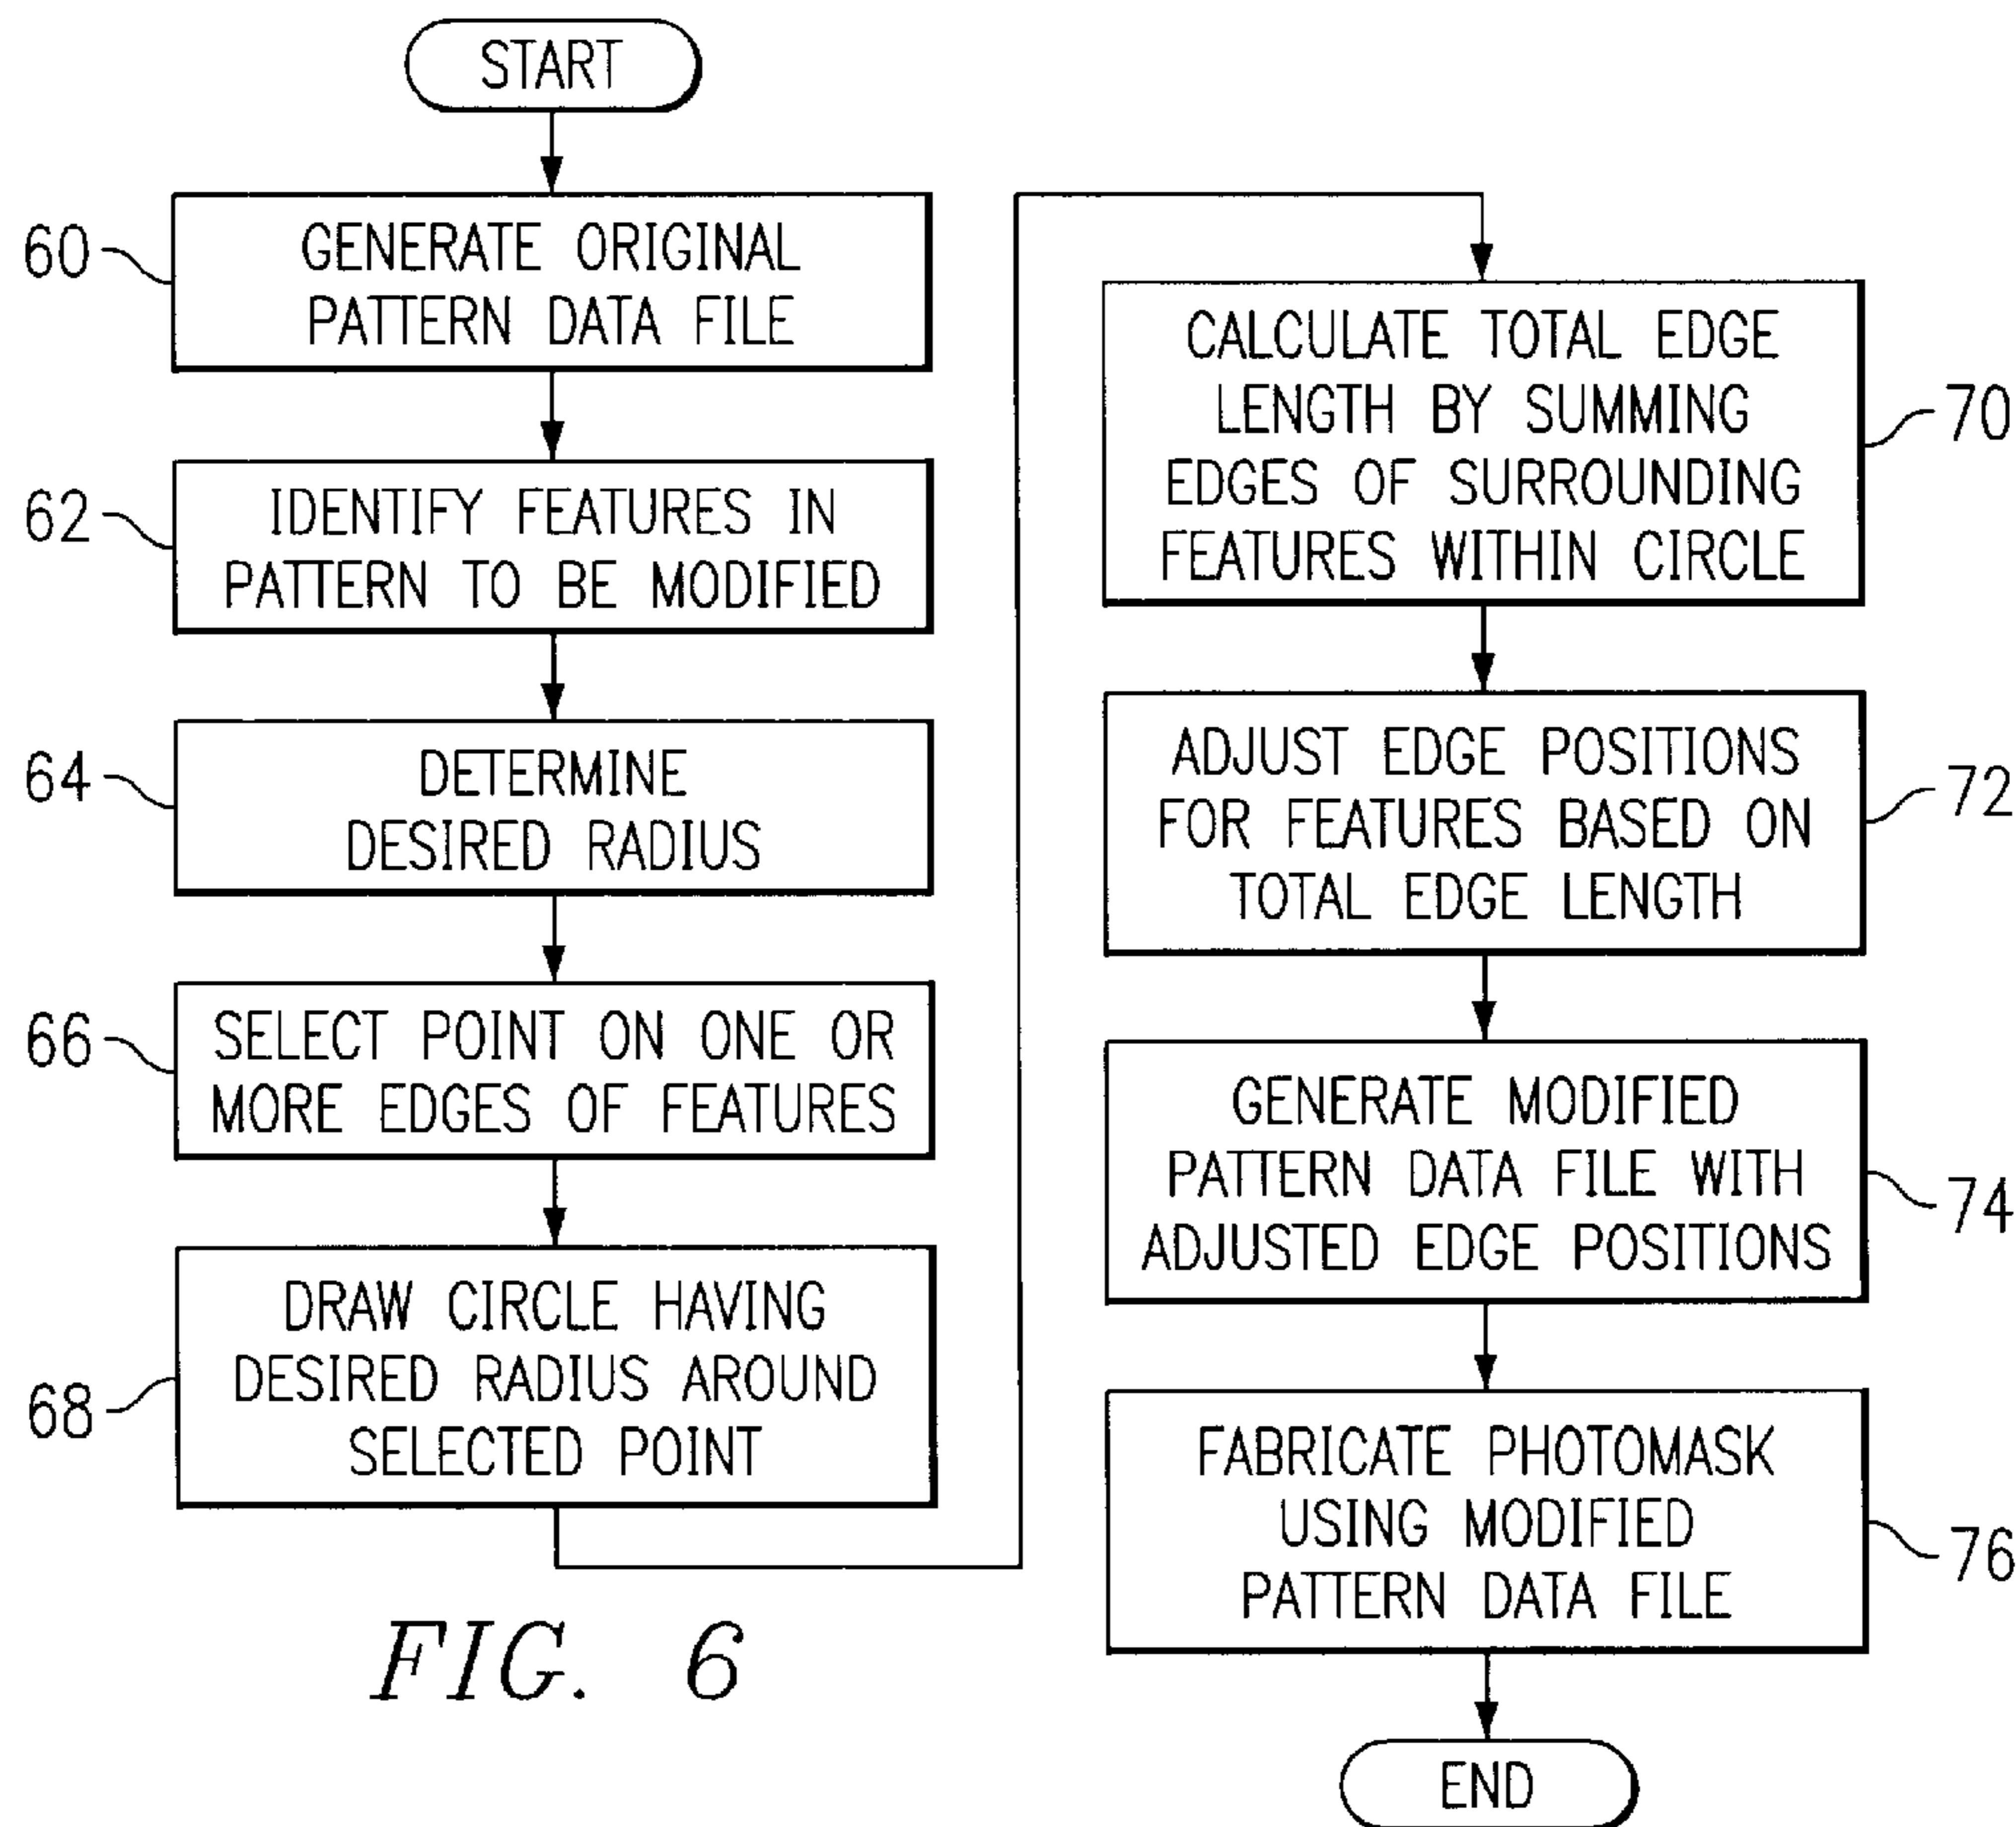 START
60
GENERATE ORIGINAL
PATTERN DATA FILE
62
IDENTIFY FEATURES IN
PATTERN TO BE MODIFIED
64
DETERMINE
DESIRED RADIUS
66
SELECT POINT ON ONE OR
MORE EDGES OF FEATURES
68
DRAW CIRCLE HAVING
DESIRED RADIUS AROUND
SELECTED POINT
CALCULATE TOTAL EDGE
LENGTH BY SUMMING
EDGES OF SURROUNDING
FEATURES WITHIN CIRCLE
70
ADJUST EDGE POSITIONS
FOR FEATURES BASED ON
TOTAL EDGE LENGTH
72
GENERATE MODIFIED
PATTERN DATA FILE WITH
ADJUSTED EDGE POSITIONS
74
FABRICATE PHOTOMASK
USING MODIFIED
PATTERN DATA FILE
76
END
FIG. 6